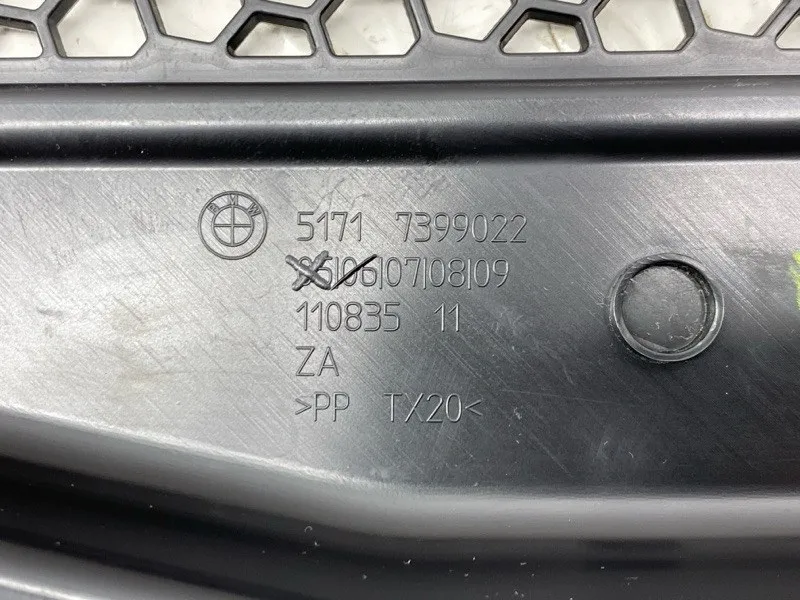 BMW
5171 7399022
06|07|08|09
110835 11
ZA
>PP TX20<